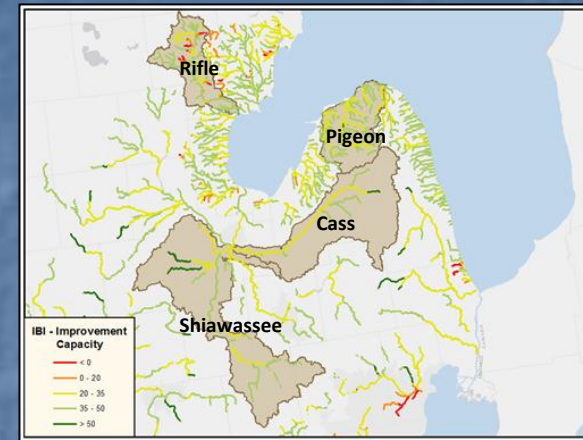 Rifle
Pigeon
Cass
Shiawassee
IBI - Improvement
Capacity
< 0
0 - 20
20 - 35
35 - 50
> 50